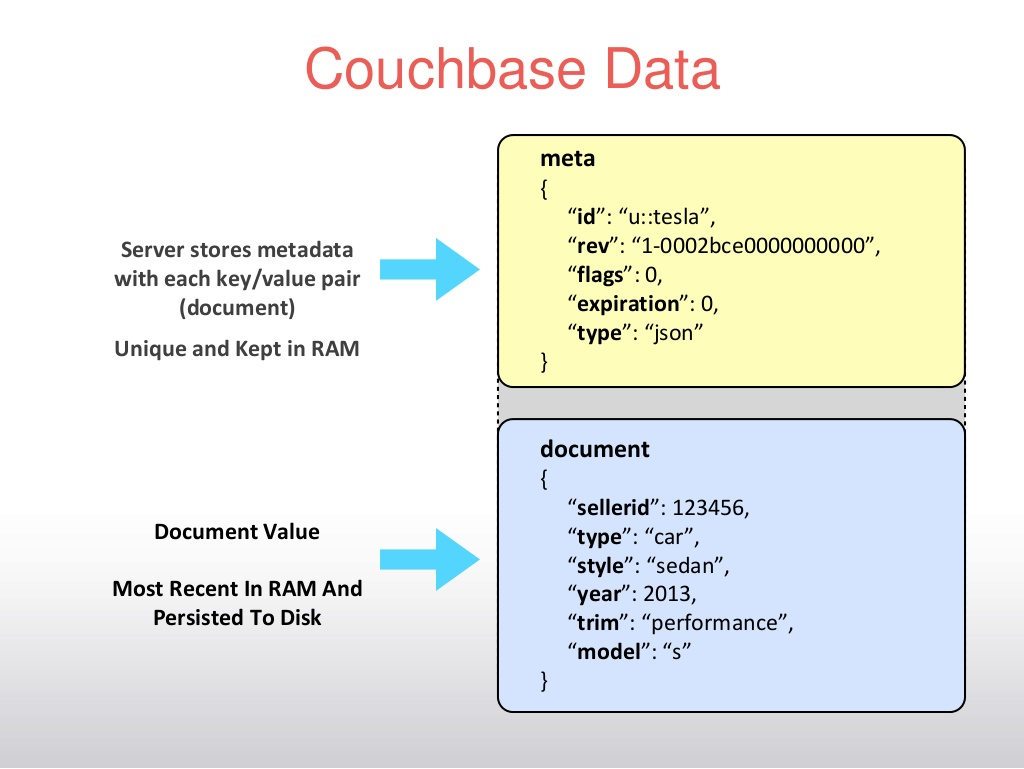 Couchbase Data
Server stores metadata
with each key/value pair
(document)
Unique and Kept in RAM
meta
{
“id”: “u::tesla”,
“rev”: “1-0002bce0000000000”,
“flags”: 0,
“expiration”: 0,
“type”: “json”
}
Document Value
Most Recent In RAM And
Persisted To Disk
document
{
“sellerid”: 123456,
“type”: “car”,
“style”: “sedan”,
“year”: 2013,
“trim”: “performance”,
“model”: “s”
}